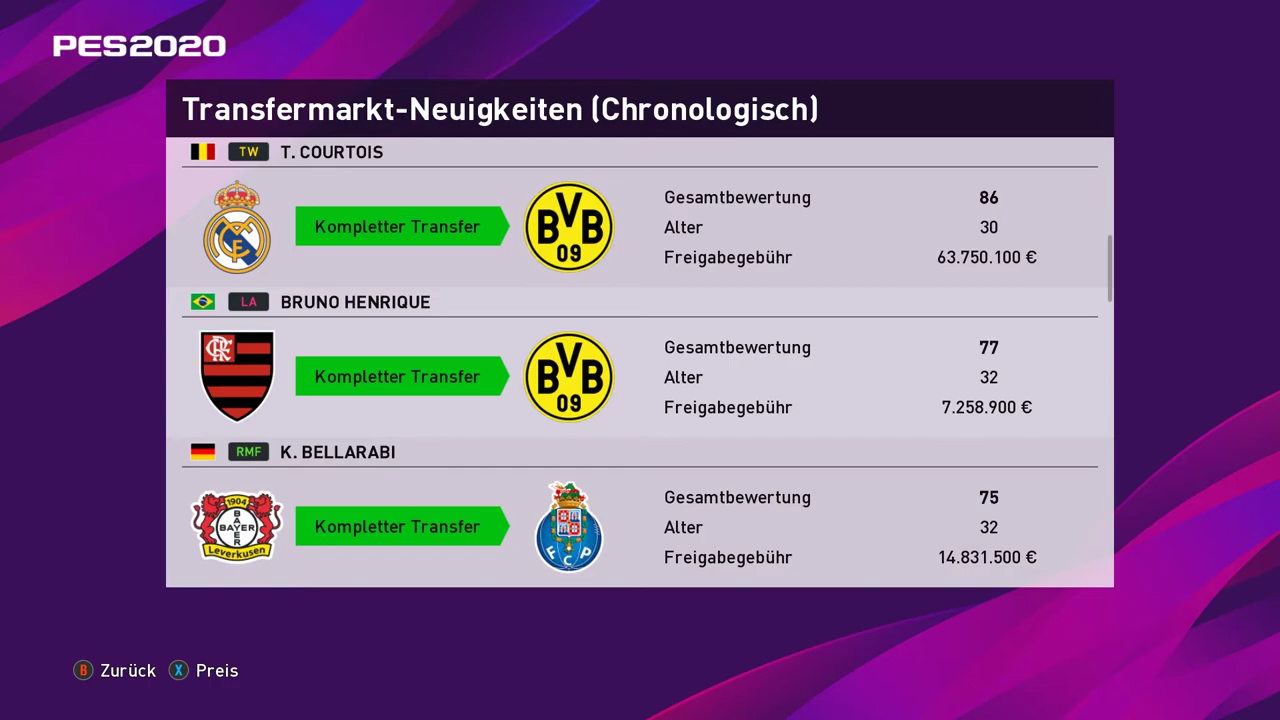 PES2020
Transfermarkt-Neuigkeiten (Chronologisch)
TW T. COURTOIS
Kompletter Transfer
BVB 09
Gesamtbewertung 86
Alter 30
Freigabegebühr 63.750.100 €
LA BRUNO HENRIQUE
CRF
Kompletter Transfer
BVB 09
Gesamtbewertung 77
Alter 32
Freigabegebühr 7.258.900 €
RMF K. BELLARABI
1904
BAYER
BAYER
Leverkusen
Kompletter Transfer
FCP
Gesamtbewertung 75
Alter 32
Freigabegebühr 14.831.500 €
B Zurück X Preis